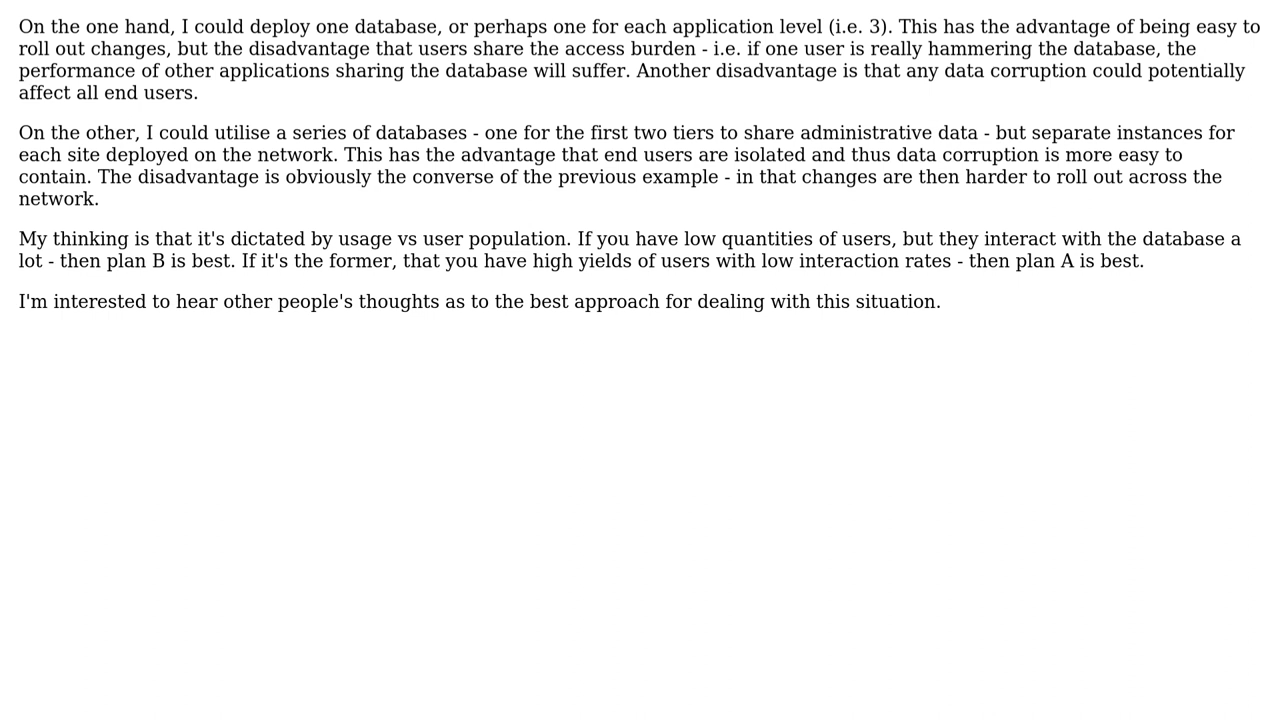 On the one hand, I could deploy one database, or perhaps one for each application level (i.e. 3). This has the advantage of being easy to
roll out changes, but the disadvantage that users share the access burden - i.e. if one user is really hammering the database, the
performance of other applications sharing the database will suffer. Another disadvantage is that any data corruption could potentially
affect all end users.
On the other, I could utilise a series of databases - one for the first two tiers to share administrative data - but separate instances for
each site deployed on the network. This has the advantage that end users are isolated and thus data corruption is more easy to
contain. The disadvantage is obviously the converse of the previous example - in that changes are then harder to roll out across the
network.
My thinking is that it's dictated by usage vs user population. If you have low quantities of users, but they interact with the database a
lot - then plan B is best. If it's the former, that you have high yields of users with low interaction rates - then plan A is best.
I'm interested to hear other people's thoughts as to the best approach for dealing with this situation.